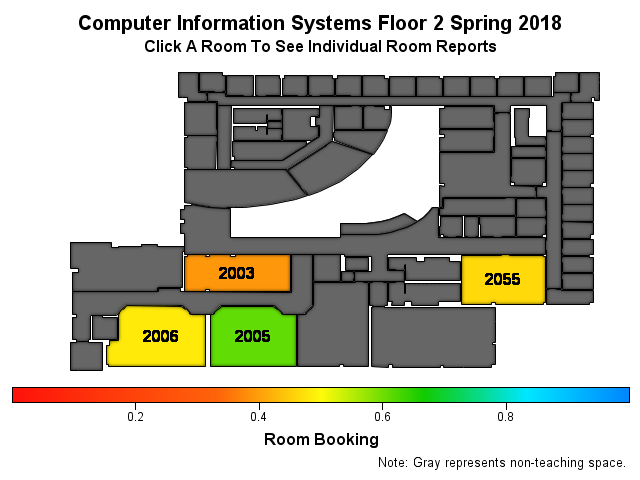 Computer Information Systems Floor 2 Spring 2018
Click A Room To See Individual Room Reports
2003
2055
2006
2005
0.2
0.4
0.6
0.8
Room Booking
Note: Gray represents non-teaching space.